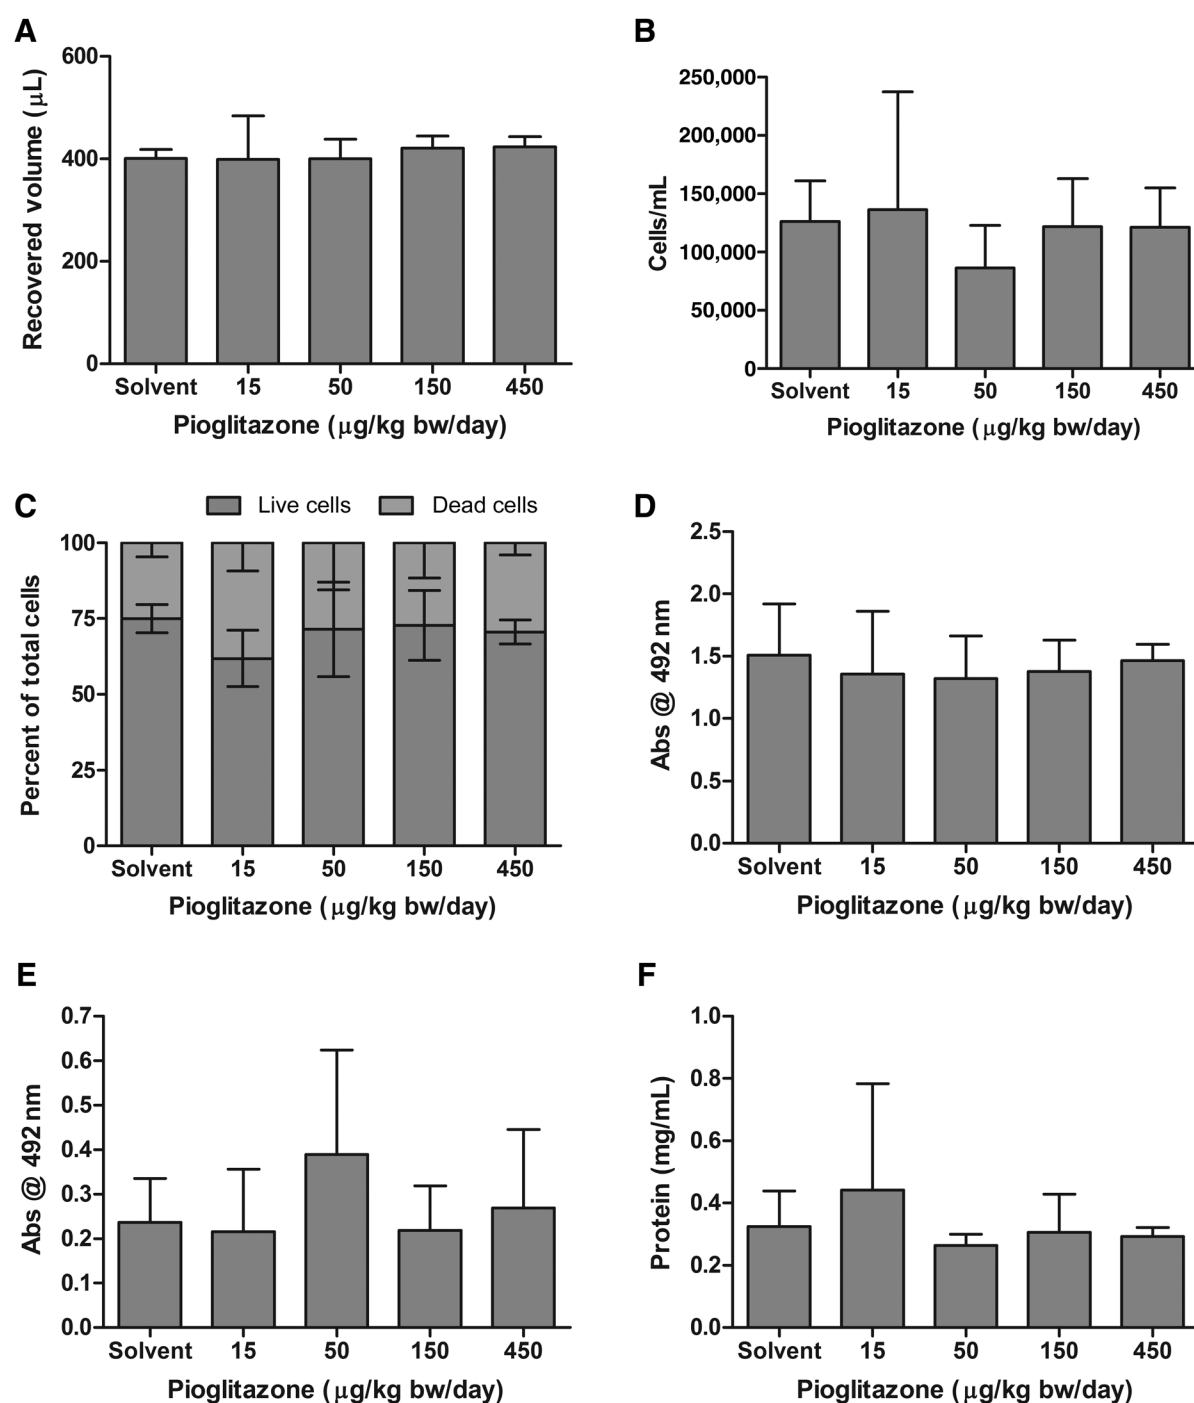 A
600
400
200
0
Recovered volume (μL)
Solvent 15 50 150 450
Pioglitazone (μg/kg bw/day)
B
250,000
200,000
150,000
100,000
50,000
0
Cells/mL
Solvent 15 50 150 450
Pioglitazone (μg/kg bw/day)
C
Live cells Dead cells
100
75
50
25
0
Percent of total cells
Solvent 15 50 150 450
Pioglitazone (μg/kg bw/day)
D
2.5
2.0
1.5
1.0
0.5
0.0
Abs @ 492 nm
Solvent 15 50 150 450
Pioglitazone (μg/kg bw/day)
E
0.7
0.6
0.5
0.4
0.3
0.2
0.1
0.0
Abs @ 492 nm
Solvent 15 50 150 450
Pioglitazone (μg/kg bw/day)
F
1.0
0.8
0.6
0.4
0.2
0.0
Protein (mg/mL)
Solvent 15 50 150 450
Pioglitazone (μg/kg bw/day)